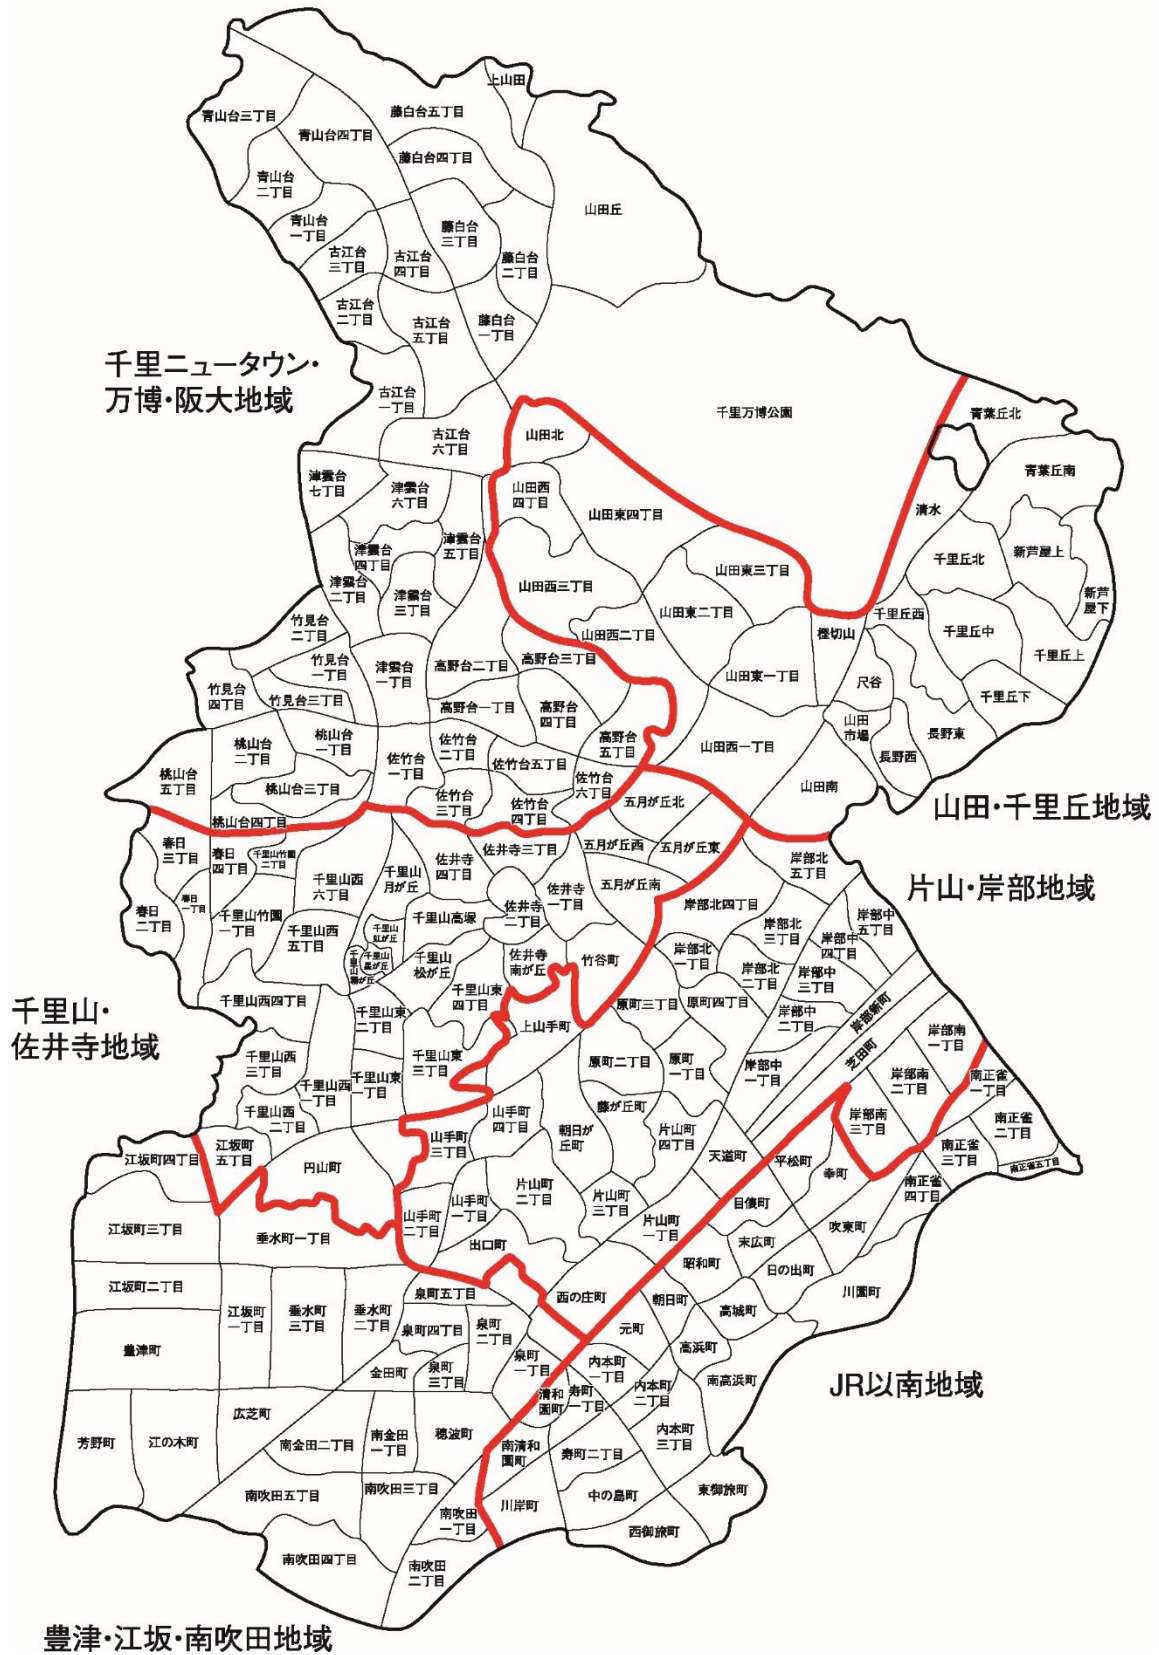 上山田
青山台三丁目
藤白台五丁目
青山台四丁目
藤白台四丁目
青山台
二丁目
山田丘
青山台
一丁目
藤白台
三丁目
古江台
三丁目
古江台
四丁目
藤白台
二丁目
古江台
二丁目
古江台
五丁目
藤白台
一丁目
千里ニュータウン・
万博・阪大地域
古江台
一丁目
千里万博公園
青葉丘北
古江台
六丁目
山田北
青葉丘南
津雲台
七丁目
津雲台
六丁目
山田西
四丁目
山田東四丁目
清水
津雲台
五丁目
津雲台
四丁目
千里丘北
新芦屋上
山田東三丁目
津雲台
二丁目
津雲台
三丁目
山田西三丁目
新芦
屋下
山田東二丁目
千里丘西
竹見台
二丁目
山田西二丁目
樫切山
千里丘中
千里丘上
竹見台
一丁目
津雲台
一丁目
高野台二丁目
高野台三丁目
山田東一丁目
尺谷
竹見台
四丁目
竹見台三丁目
高野台一丁目
高野台
四丁目
千里丘下
山田
市場
長野東
桃山台
一丁目
桃山台
二丁目
佐竹台
二丁目
高野台
五丁目
山田西一丁目
長野西
佐竹台
一丁目
佐竹台五丁目
桃山台
五丁目
桃山台三丁目
佐竹台
六丁目
山田南
佐竹台
三丁目
佐竹台
四丁目
五月が丘北
山田・千里丘地域
桃山台四丁目
春日
三丁目
春日
四丁目
千里山竹園
二丁目
佐井寺
四丁目
佐井寺三丁目
五月が丘西
五月が丘東
岸部北
五丁目
千里山西
六丁目
千里山
月が丘
五月が丘南
片山・岸部地域
春日
二丁目
春日
一丁目
千里山竹園
一丁目
千里山高塚
佐井寺
二丁目
佐井寺
一丁目
岸部北四丁目
岸部中
五丁目
千里山西
五丁目
千里山
虹が丘
岸部北
三丁目
岸部中
四丁目
千里山
霧が丘
千里山
星が丘
千里山
松が丘
佐井寺
南が丘
竹谷町
岸部北
一丁目
岸部北
二丁目
岸部中
三丁目
千里山西四丁目
千里山東
四丁目
原町三丁目
原町四丁目
岸部新町
千里山・
佐井寺地域
千里山東
二丁目
上山手町
岸部中
二丁目
岸部南
一丁目
千里山西
三丁目
千里山東
三丁目
原町二丁目
原町
一丁目
岸部中
一丁目
芝田町
岸部南
二丁目
南正雀
一丁目
千里山西
一丁目
千里山東
一丁目
千里山西
二丁目
山手町
四丁目
藤が丘町
岸部南
三丁目
南正雀
二丁目
江坂町四丁目
江坂町
五丁目
円山町
山手町
三丁目
朝日が
丘町
片山町
四丁目
天道町
平松町
幸町
南正雀
三丁目
南正雀五丁目
片山町
二丁目
南正雀
四丁目
山手町
一丁目
片山町
三丁目
目俵町
山手町
二丁目
片山町
一丁目
吹東町
江坂町三丁目
垂水町一丁目
出口町
末広町
昭和町
日の出町
江坂町二丁目
泉町五丁目
西の庄町
朝日町
川園町
江坂町
一丁目
垂水町
三丁目
垂水町
二丁目
高城町
泉町四丁目
泉町
二丁目
元町
豊津町
高浜町
金田町
泉町
三丁目
泉町
一丁目
内本町
一丁目
内本町
二丁目
南高浜町
JR以南地域
清和
園町
寿町
一丁目
芳野町
江の木町
広芝町
南金田二丁目
南金田
一丁目
穂波町
内本町
三丁目
南清和
園町
寿町二丁目
南吹田五丁目
南吹田三丁目
中の島町
東御旅町
南吹田
一丁目
川岸町
西御旅町
南吹田四丁目
南吹田
二丁目
豊津・江坂・南吹田地域